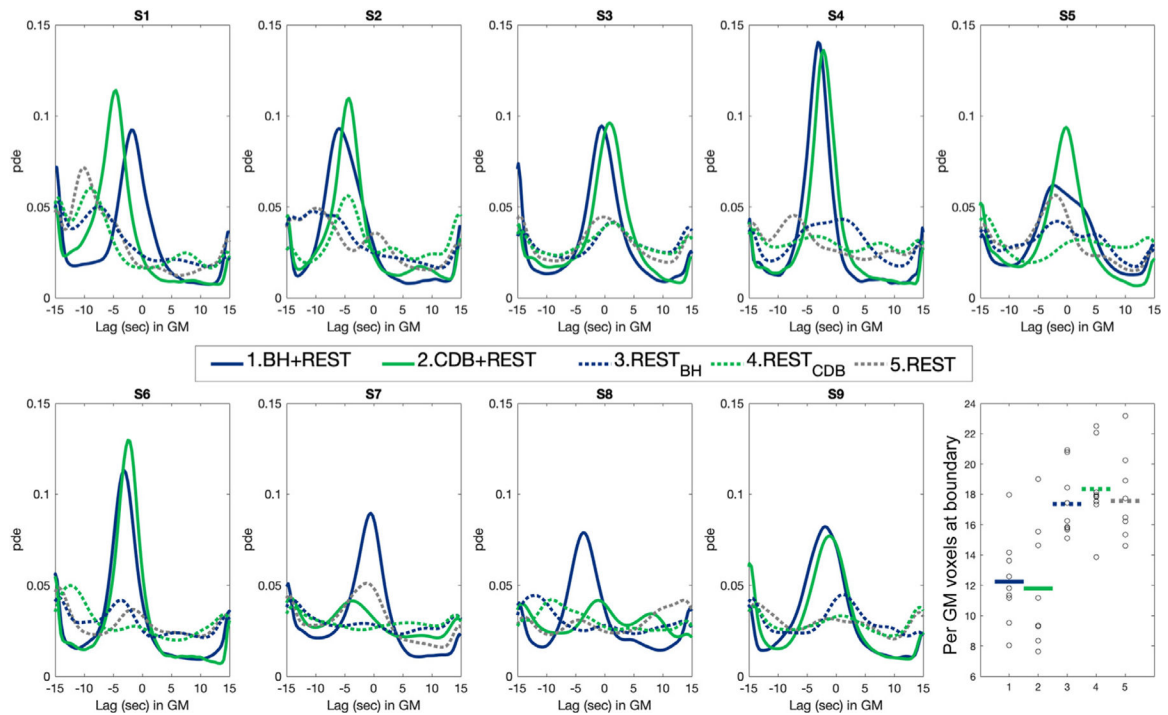 S1 S2 S3 S4 S5
0.15 0.15 0.15 0.15 0.15
0.1 0.1 0.1 0.1 0.1
pde pde pde pde pde
0.05 0.05 0.05 0.05 0.05
0 0 0 0 0
-15 -10 -5 0 5 10 15 -15 -10 -5 0 5 10 15 -15 -10 -5 0 5 10 15 -15 -10 -5 0 5 10 15 -15 -10 -5 0 5 10 15
Lag (sec) in GM Lag (sec) in GM Lag (sec) in GM Lag (sec) in GM Lag (sec) in GM
1.BH+REST 2.CDB+REST 3.REST BH 4.REST CDB 5.REST
S6 S7 S8 S9
0.15 0.15 0.15 0.15
0.1 0.1 0.1 0.1
pde pde pde pde
0.05 0.05 0.05 0.05
0 0 0 0
-15 -10 -5 0 5 10 15 -15 -10 -5 0 5 10 15 -15 -10 -5 0 5 10 15 -15 -10 -5 0 5 10 15
Lag (sec) in GM Lag (sec) in GM Lag (sec) in GM Lag (sec) in GM
Per GM voxels at boundary
24
22
20
18
16
14
12
10
8
6
1 2 3 4 5